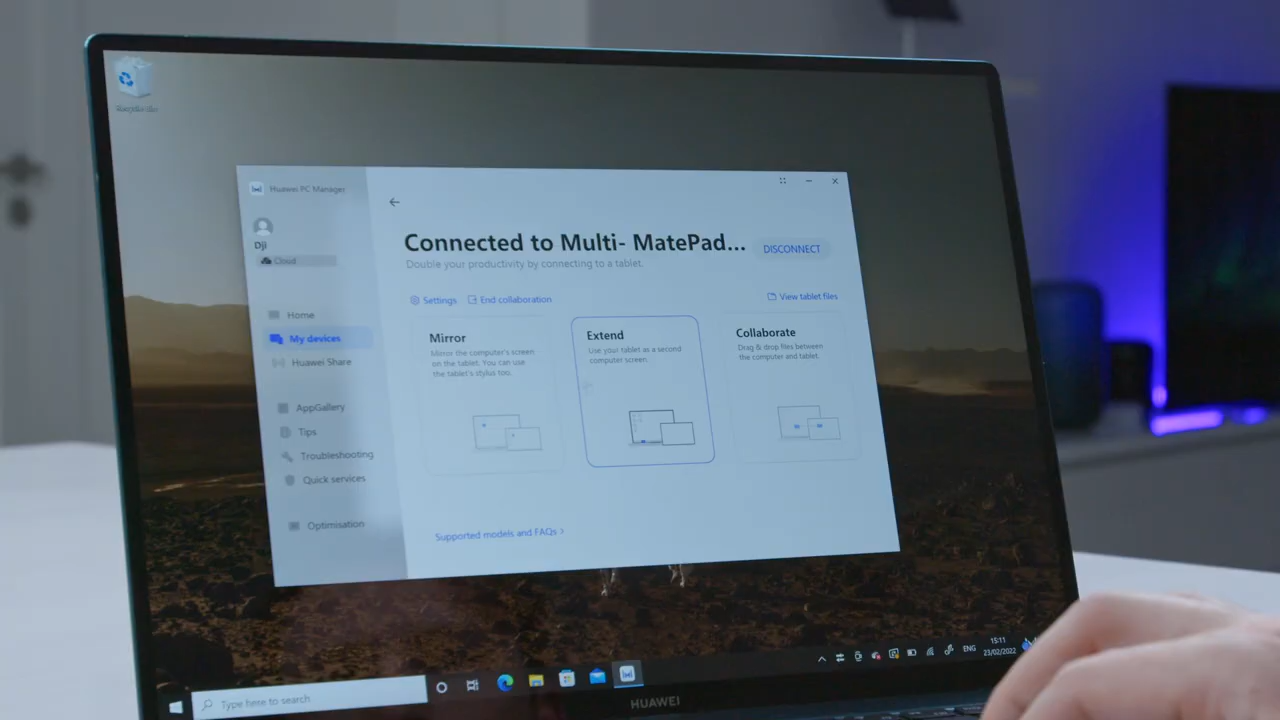 Huawei PC Manager
Dji
Cloud
Home
My devices
Huawei Share
AppGallery
Tips
Troubleshooting
Quick services
Optimisation
Connected to Multi- MatePad...
DISCONNECT
Double your productivity by connecting to a tablet.
Settings
End collaboration
View tablet files
Mirror
Mirror the computer's screen
on the tablet. You can use
the tablet's stylus too.
Extend
Use your tablet as a second
computer screen.
Collaborate
Drag & drop files between
the computer and tablet.
Supported models and FAQs
Type here to search
ENG
15:11
23/02/2022
HUAWEI